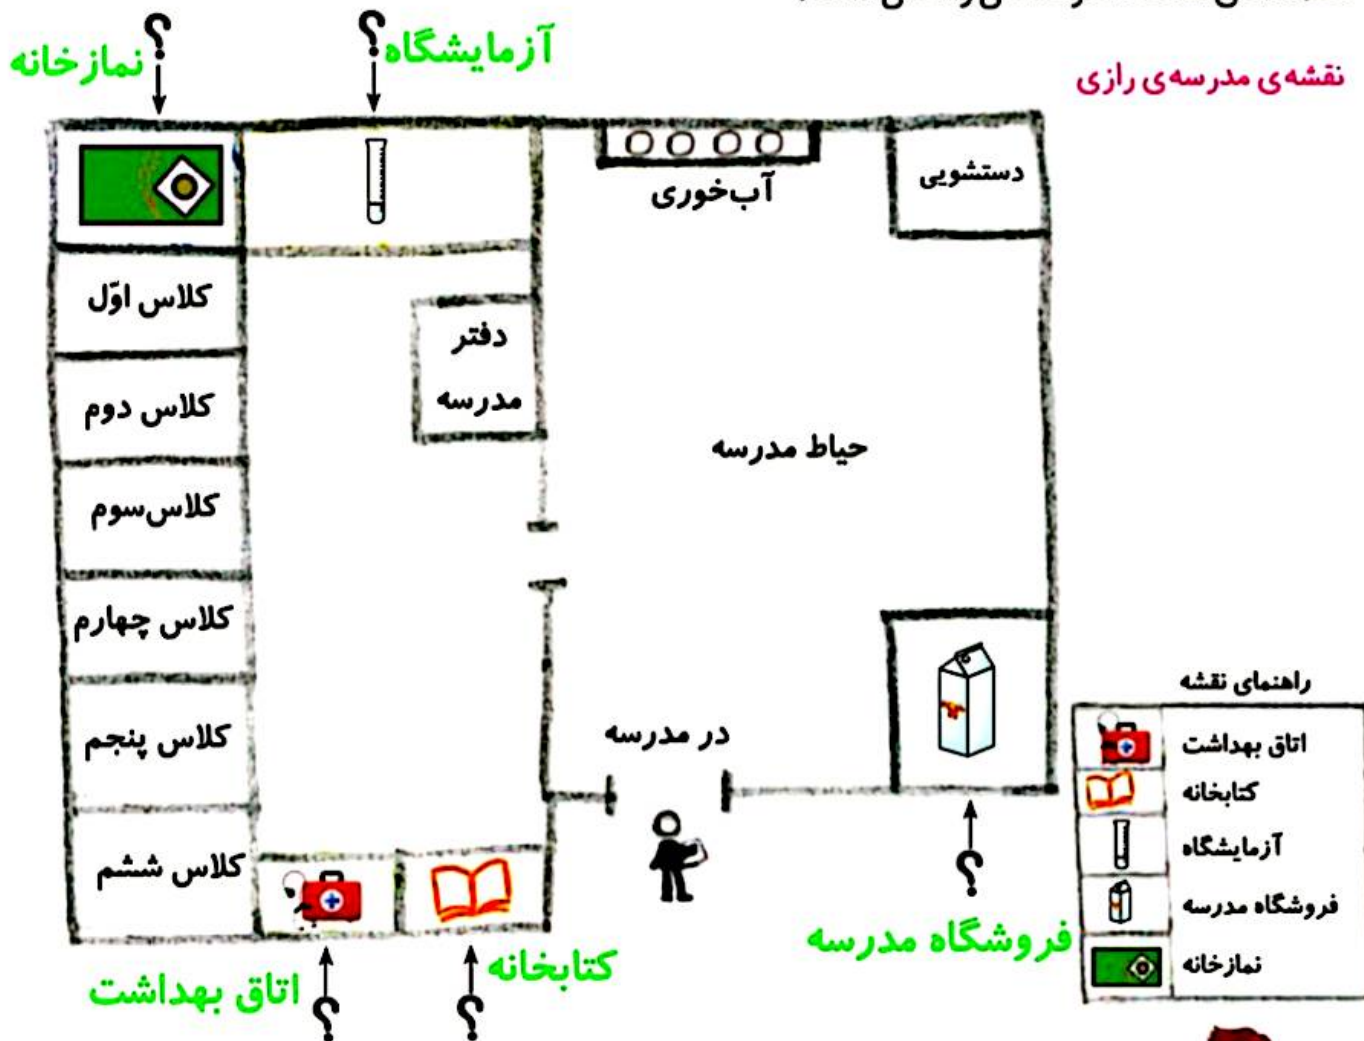 نقشه‌ی مدرسه‌ی رازی
؟
آزمایشگاه
؟
نمازخانه
دستشویی
آب‌خوری
کلاس اوّل
دفتر
مدرسه
کلاس دوم
حیاط مدرسه
کلاس‌سوم
کلاس چهارم
در مدرسه
کلاس پنجم
کلاس ششم
؟
فروشگاه مدرسه
کتابخانه
؟
اتاق بهداشت
؟
راهنمای نقشه
اتاق بهداشت
کتابخانه
آزمایشگاه
فروشگاه مدرسه
نمازخانه